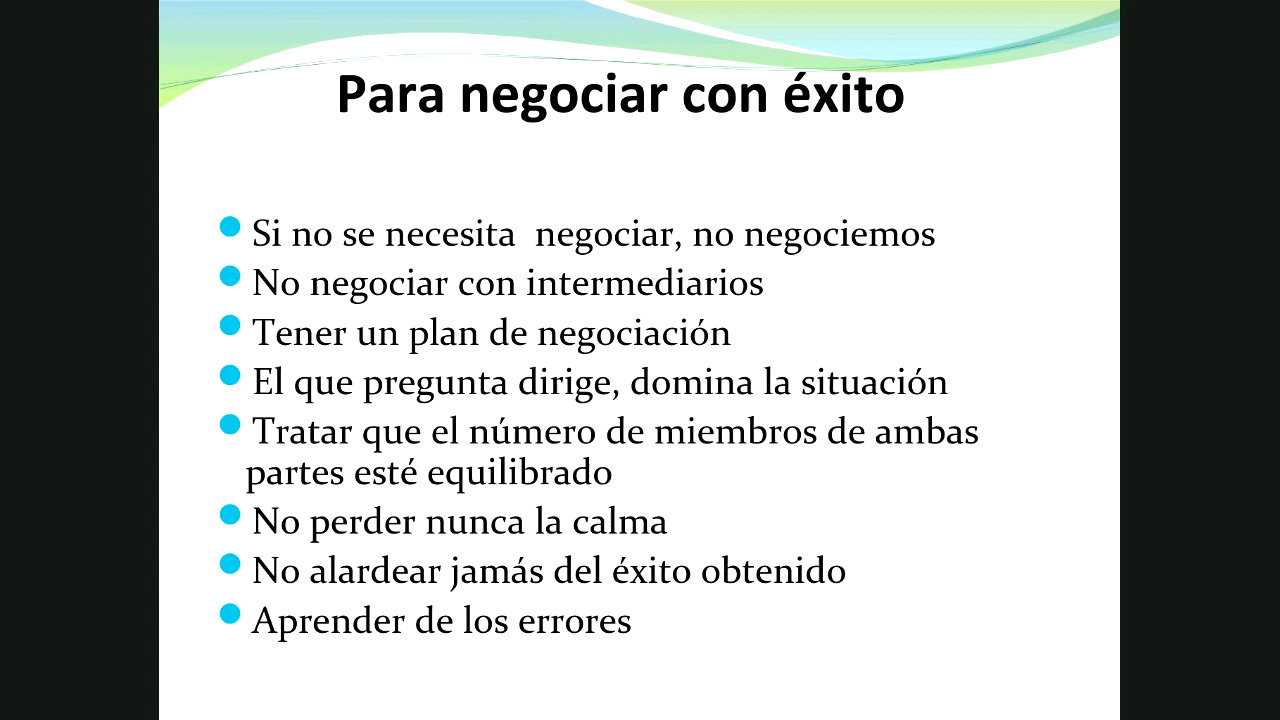 Para negociar con éxito
Si no se necesita  negociar, no negociemos
No negociar con intermediarios
Tener un plan de negociación
El que pregunta dirige, domina la situación
Tratar que el número de miembros de ambas
partes esté equilibrado
No perder nunca la calma
No alardear jamás del éxito obtenido
Aprender de los errores